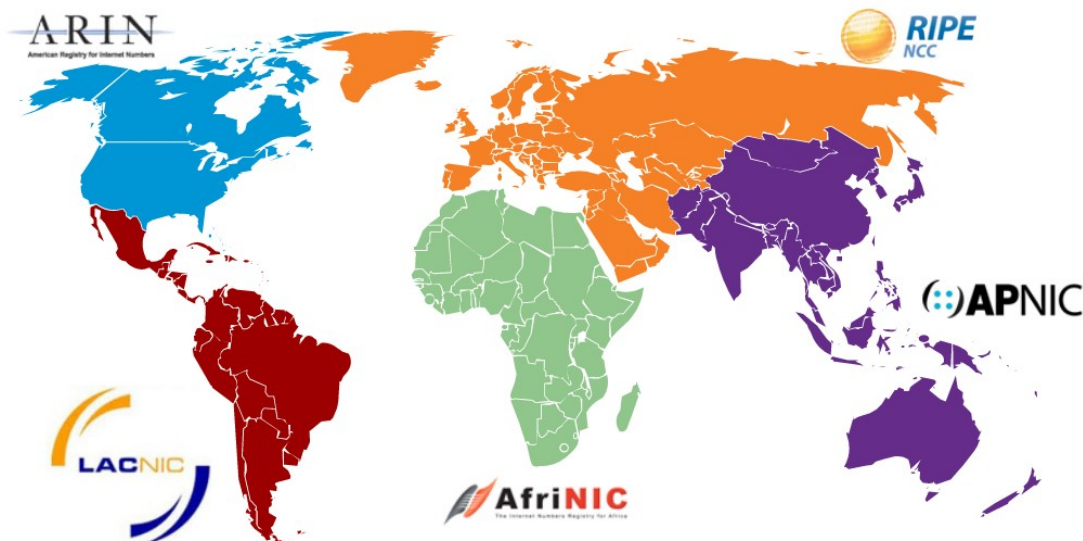 ARIN
American Registry for Internet Numbers
RIPE
NCC
APNIC
LACNIC
AfriNIC
The Internet Numbers Registry for Africa